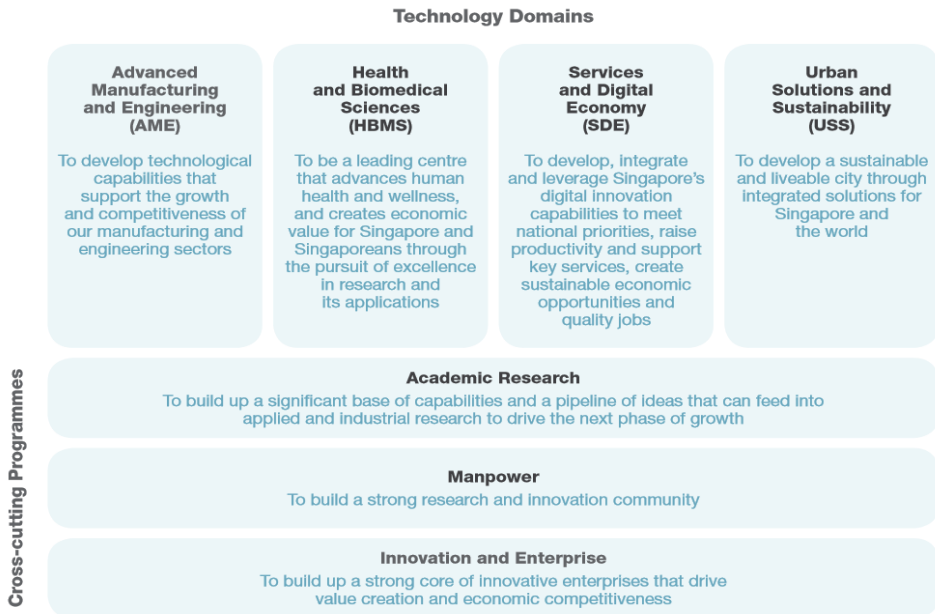 Technology Domains
Advanced
Manufacturing
and Engineering
(AME)
To develop technological
capabilities that
support the growth
and competitiveness of
our manufacturing and
engineering sectors
Health
and Biomedical
Sciences
(HBMS)
To be a leading centre
that advances human
health and wellness,
and creates economic
value for Singapore and
Singaporeans through
the pursuit of excellence
in research and
its applications
Services
and Digital
Economy
(SDE)
To develop, integrate
and leverage Singapore's
digital innovation
capabilities to meet
national priorities, raise
productivity and support
key services, create
sustainable economic
opportunities and
quality jobs
Urban
Solutions and
Sustainability
(USS)
To develop a sustainable
and liveable city through
integrated solutions for
Singapore and
the world
Cross-cutting Programmes
Academic Research
To build up a significant base of capabilities and a pipeline of ideas that can feed into
applied and industrial research to drive the next phase of growth
Manpower
To build a strong research and innovation community
Innovation and Enterprise
To build up a strong core of innovative enterprises that drive
value creation and economic competitiveness